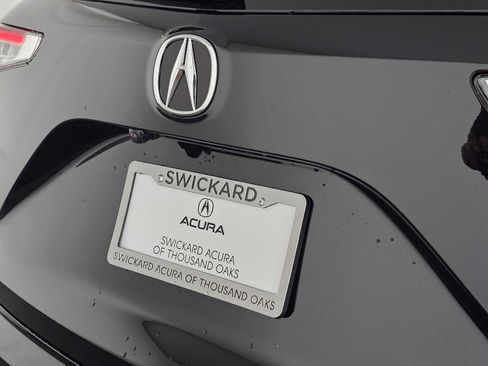 SWICKARD
ACURA
SWICKARD ACURA
OF THOUSAND OAKS
SWICKARD ACURA OF THOUSAND OAKS